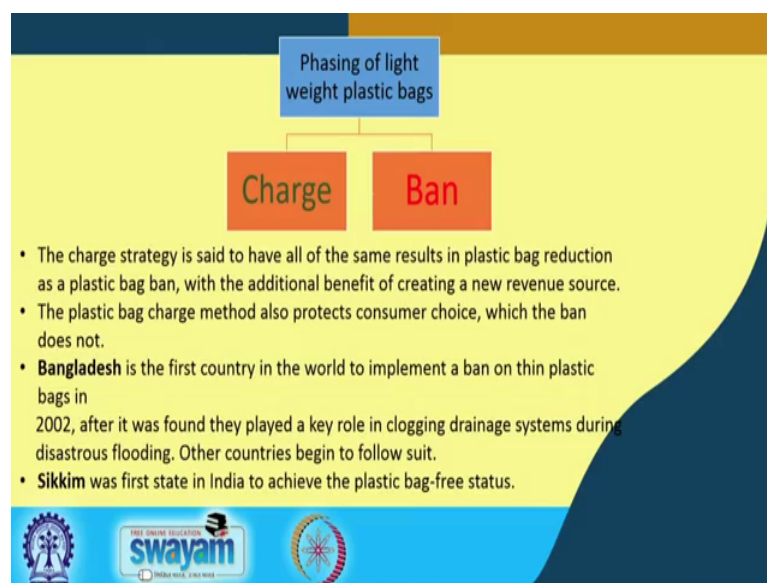 Phasing of light
weight plastic bags
Charge
Ban
• The charge strategy is said to have all of the same results in plastic bag reduction
as a plastic bag ban, with the additional benefit of creating a new revenue source.
• The plastic bag charge method also protects consumer choice, which the ban
does not.
• Bangladesh is the first country in the world to implement a ban on thin plastic
bags in
2002, after it was found they played a key role in clogging drainage systems during
disastrous flooding. Other countries begin to follow suit.
• Sikkim was first state in India to achieve the plastic bag-free status.
FREE ONLINE EDUCATION
swayam